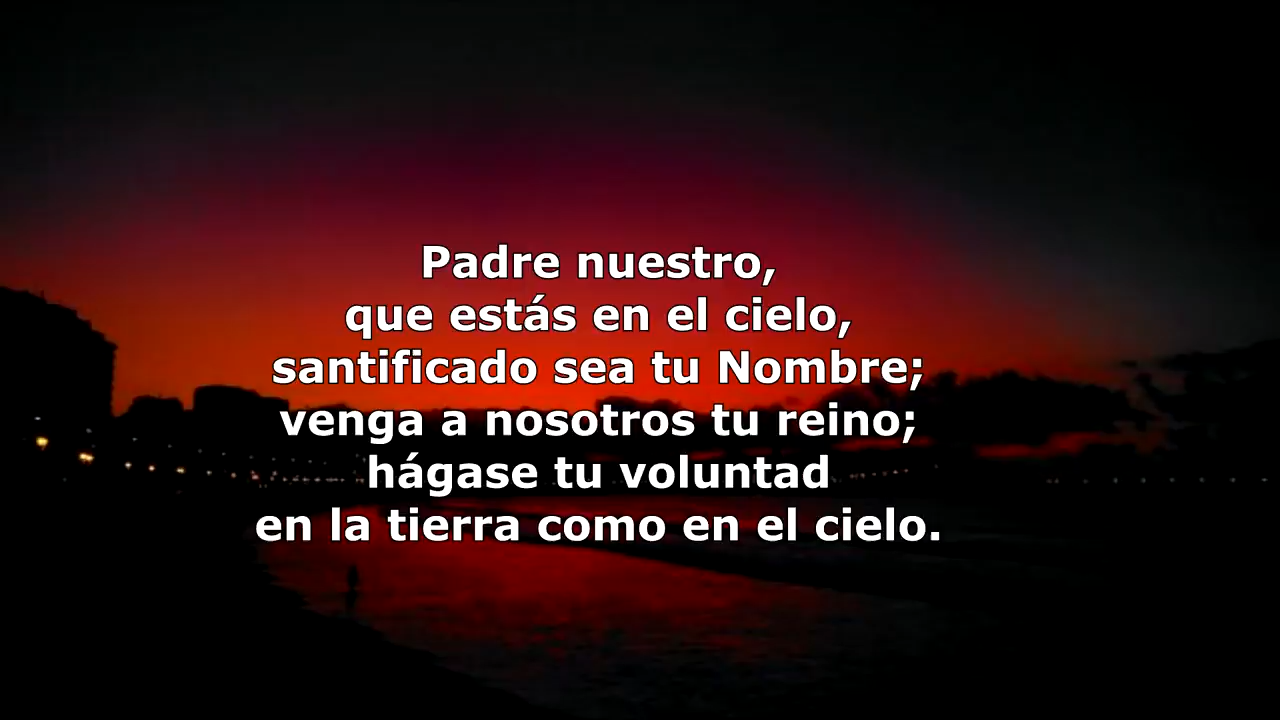 Padre nuestro,
que estás en el cielo,
santificado sea tu Nombre;
venga a nosotros tu reino;
hágase tu voluntad
en la tierra como en el cielo.